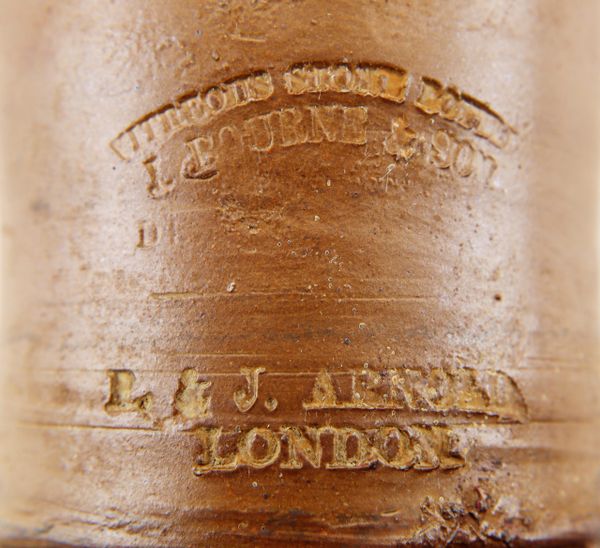 VITREOUS STONE BOTTLES
J. BOURNE & SON
P. & J. ARNOLD
LONDON